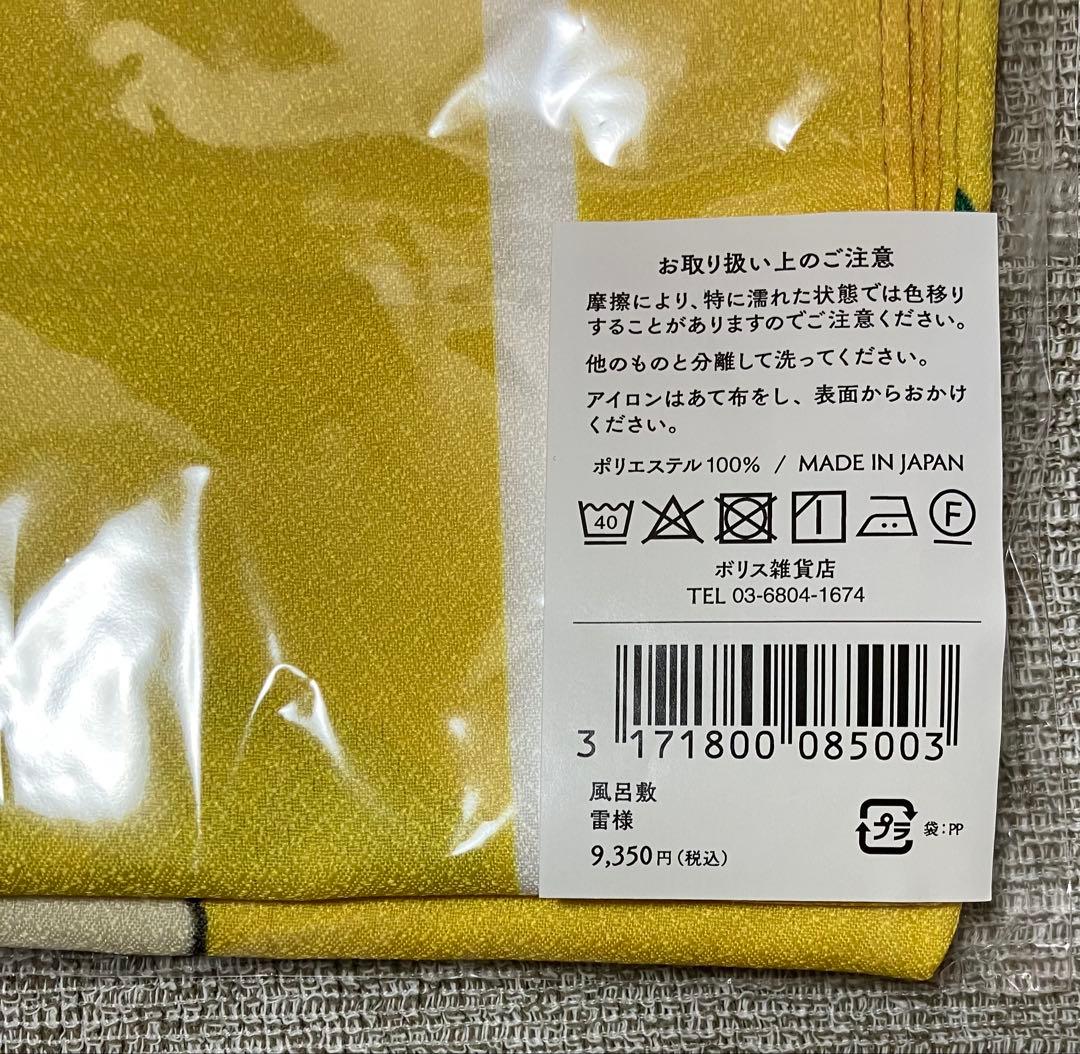 お取り扱い上のご注意
摩擦により、特に濡れた状態では色移り
することがありますのでご注意ください。
他のものと分離して洗ってください。
アイロンはあて布をし、表面からおかけ
ください。
ポリエステル100% / MADE IN JAPAN
40 F
ボリス雑貨店
TEL 03-6804-1674
3 171800 085003
風呂敷
雷様
9,350円(税込)
プラ 袋:PP